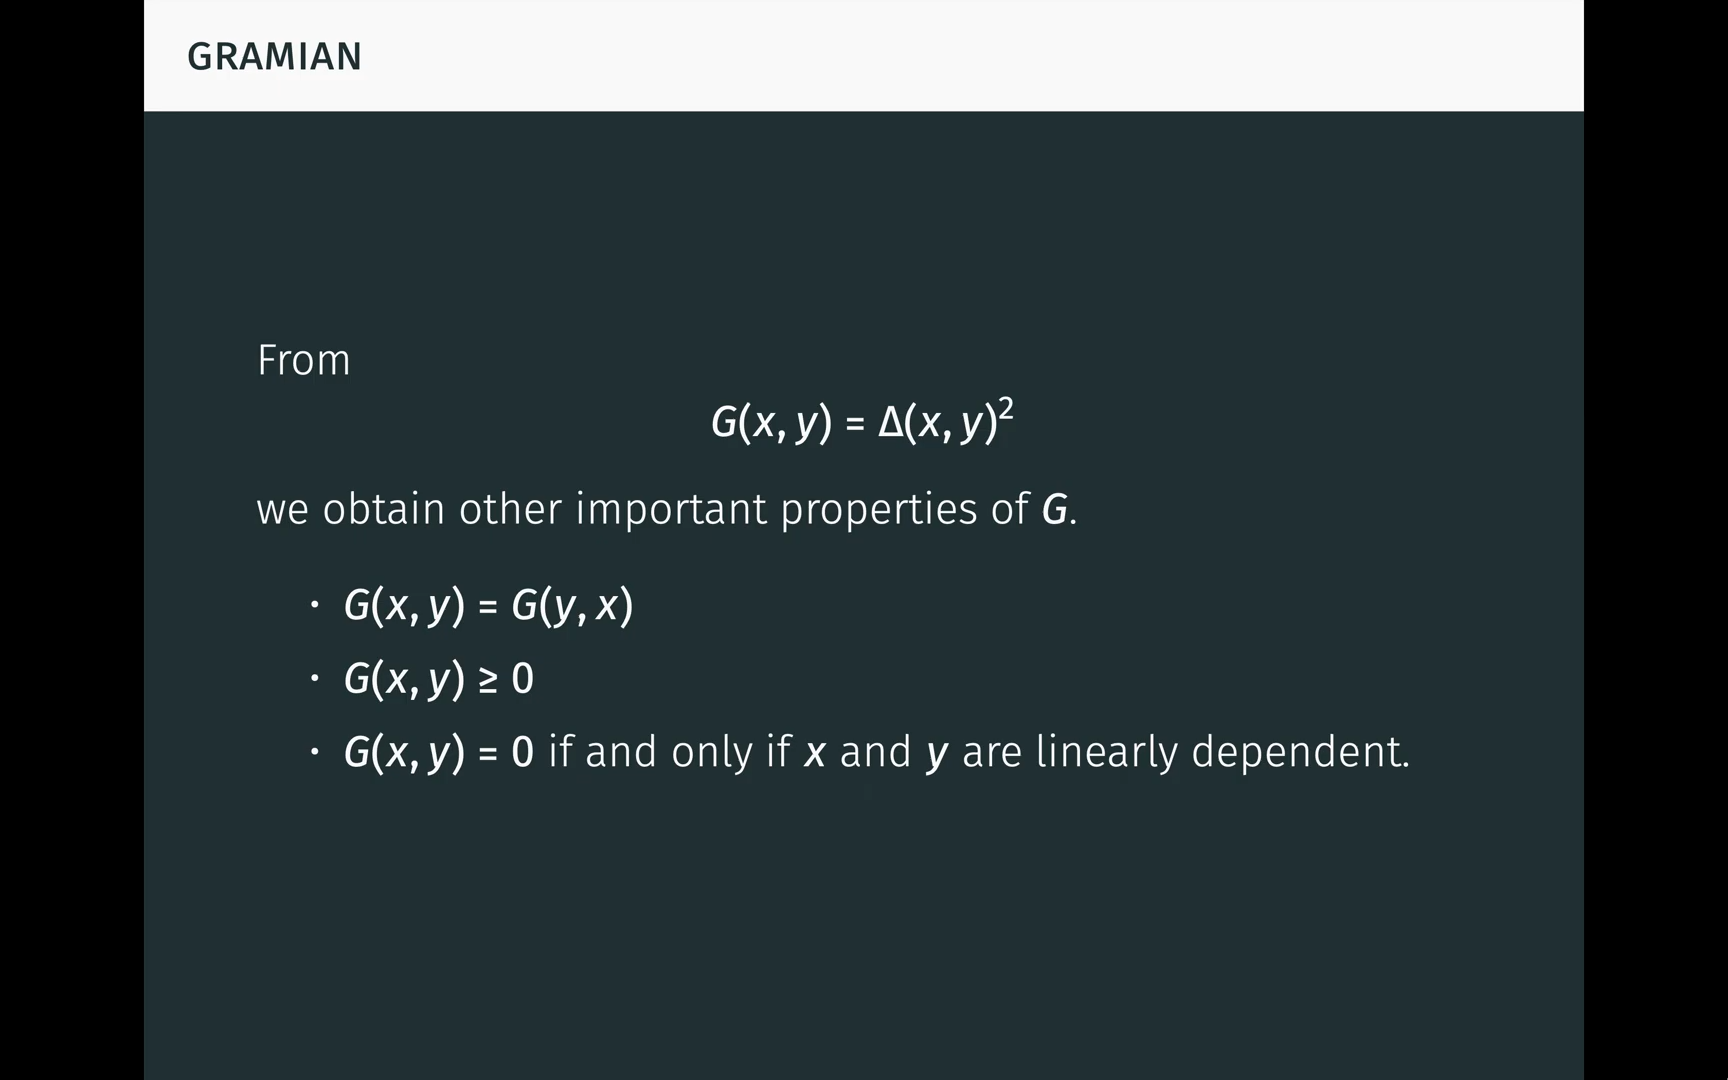 GRAMIAN
From
G(x, y) = Δ(x, y)²
we obtain other important properties of G.
· G(x, y) = G(y, x)
· G(x, y) ≥ 0
· G(x, y) = 0 if and only if x and y are linearly dependent.